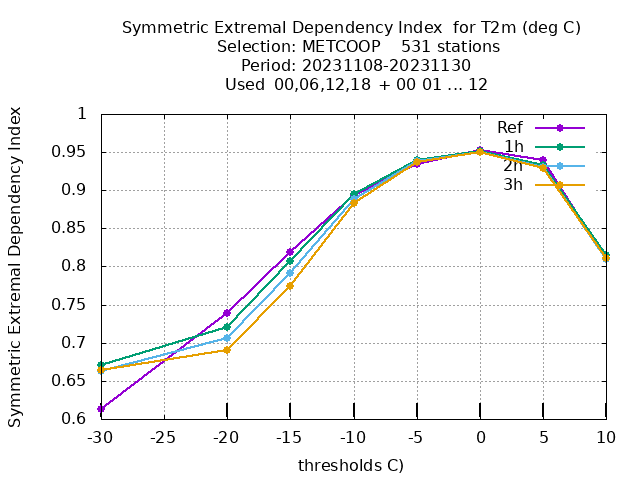 Symmetric Extremal Dependency Index for T2m (deg C)
Selection: METCOOP 531 stations
Period: 20231108-20231130
Used 00,06,12,18 + 00 01 ... 12
Symmetric Extremal Dependency Index
1
0.95
0.9
0.85
0.8
0.75
0.7
0.65
0.6
Ref
1h
2h
3h
-30 -25 -20 -15 -10 -5 0 5 10
thresholds C)